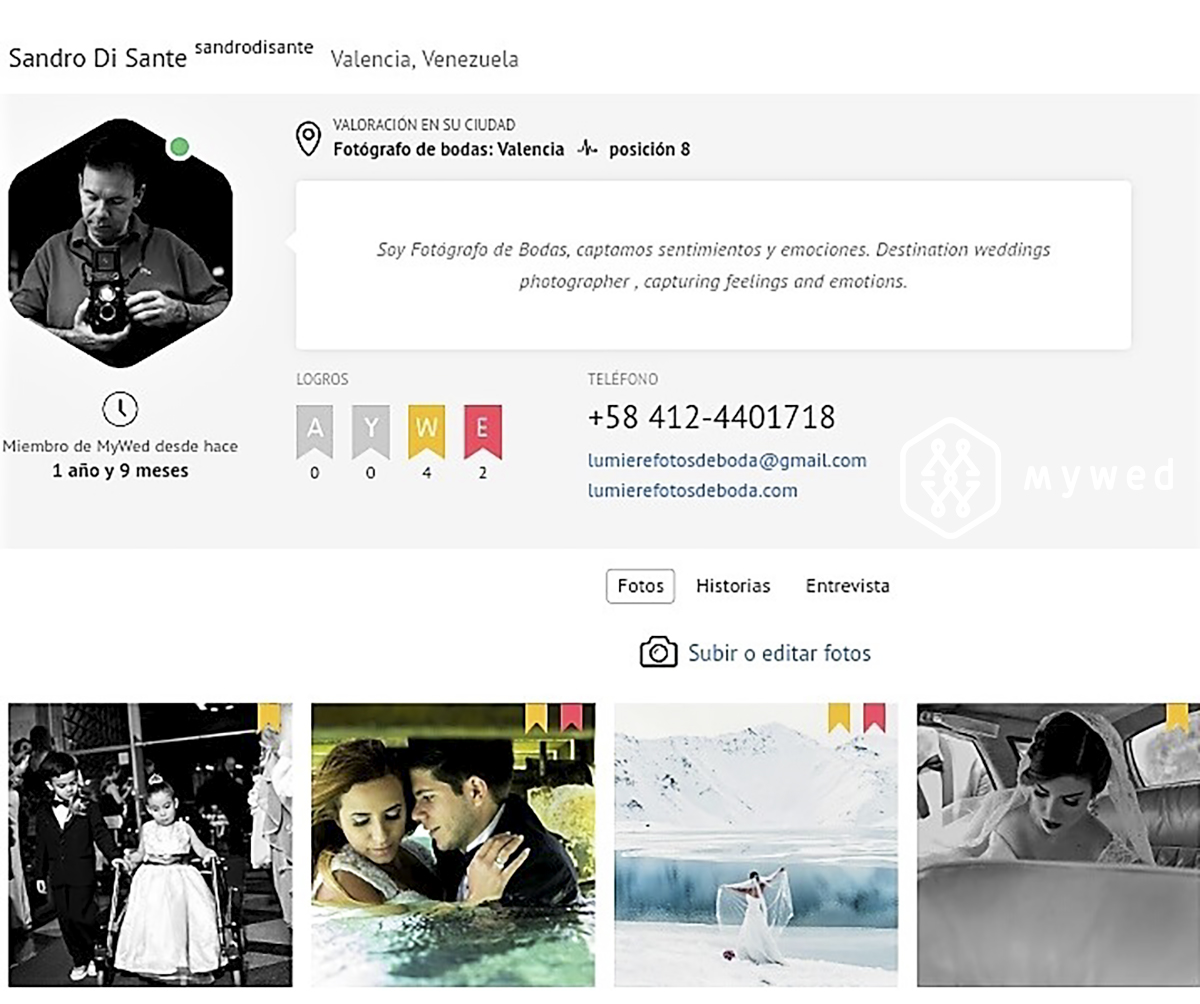 Sandro Di Sante sandrodisante Valencia, Venezuela
VALORACIÓN EN SU CIUDAD
Fotógrafo de bodas: Valencia posición 8
Soy Fotógrafo de Bodas, captamos sentimientos y emociones. Destination weddings
photographer , capturing feelings and emotions.
LOGROS
A Y W E
0 0 4 2
TELÉFONO
+58 412-4401718
lumierefotosdeboda@gmail.com
lumierefotosdeboda.com
Miembro de MyWed desde hace
1 año y 9 meses
mywed
Fotos Historias Entrevista
Subir o editar fotos